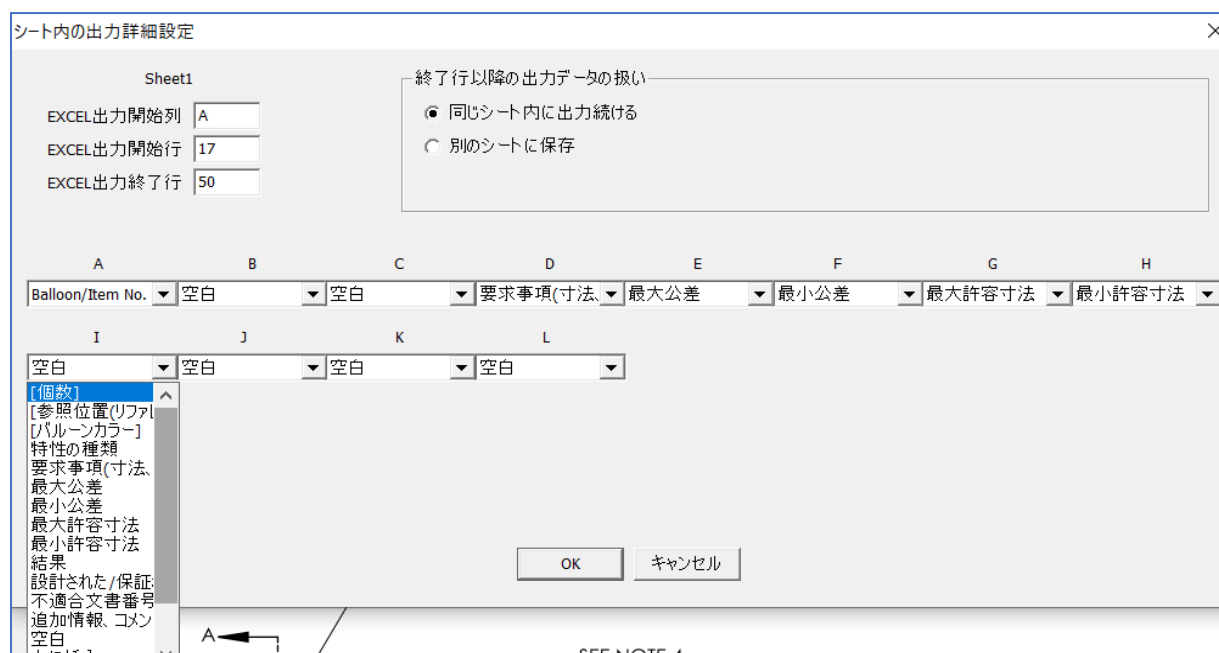 シート内の出力詳細設定
Sheet1
EXCEL出力開始列 A
EXCEL出力開始行 17
EXCEL出力終了行 50
終了行以降の出力データの扱い
同じシート内に出力続ける
別のシートに保存
A B C D E F G H
Balloon/Item No. 空白 空白 要求事項(寸法、 最大公差 最小公差 最大許容寸法 最小許容寸法
I J K L
空白 空白 空白 空白
[個数]
[参照位置(リファレ
[バルーンカラー]
特性の種類
要求事項(寸法、
最大公差
最小公差
最大許容寸法
最小許容寸法
結果
設計された/保証
不適合文書番号
追加情報、コメン
空白
OK キャンセル
A